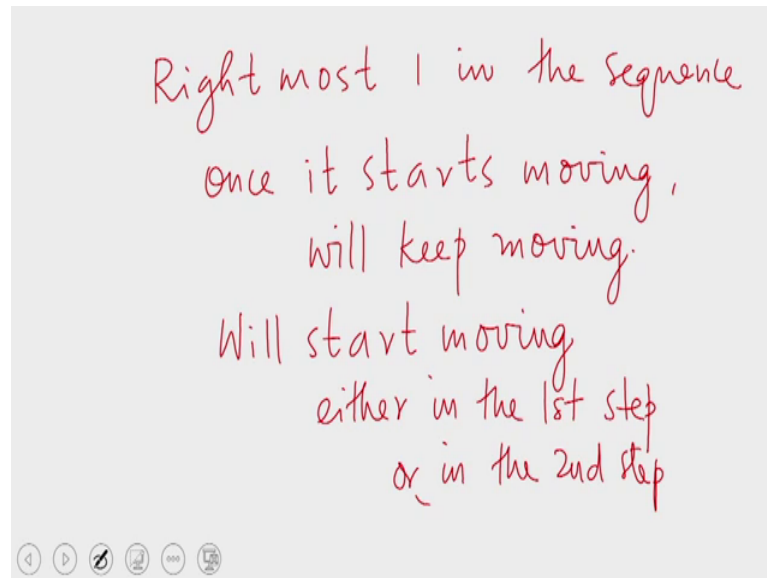 Right most 1 in the sequence
once it starts moving,
will keep moving.
Will start moving
either in the 1st step
or in the 2nd step